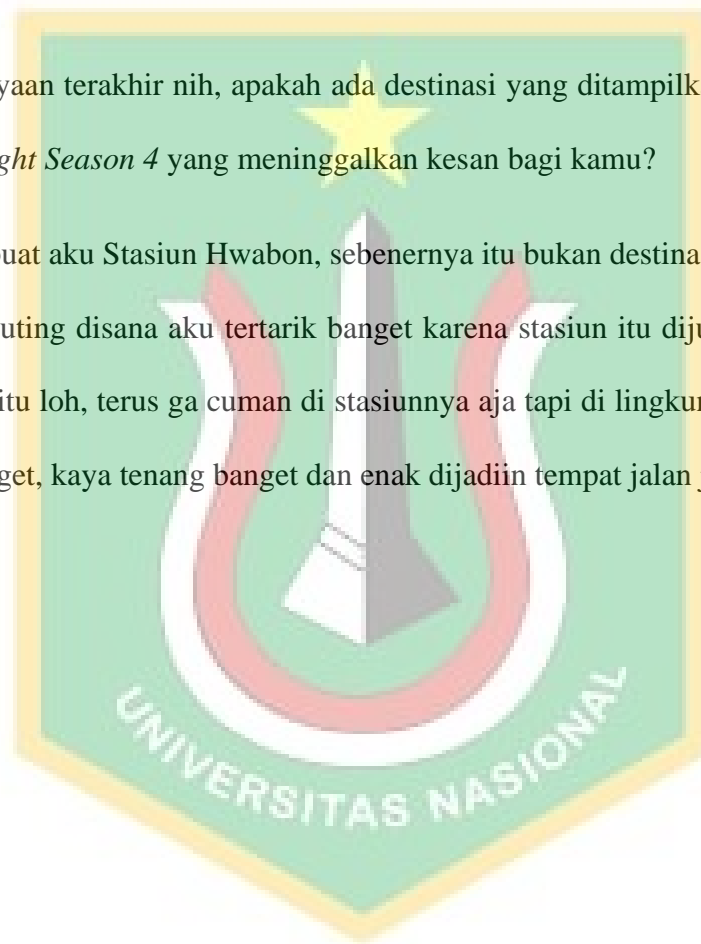 yaan terakhir nih, apakah ada destinasi yang ditampilk
ght Season 4 yang meninggalkan kesan bagi kamu?
uat aku Stasiun Hwabon, sebenernya itu bukan destina
uting disana aku tertarik banget karena stasiun itu diju
itu loh, terus ga cuman di stasiunnya aja tapi di lingkun
get, kaya tenang banget dan enak dijadiin tempat jalan j
UNIVERSITAS NASIONAL